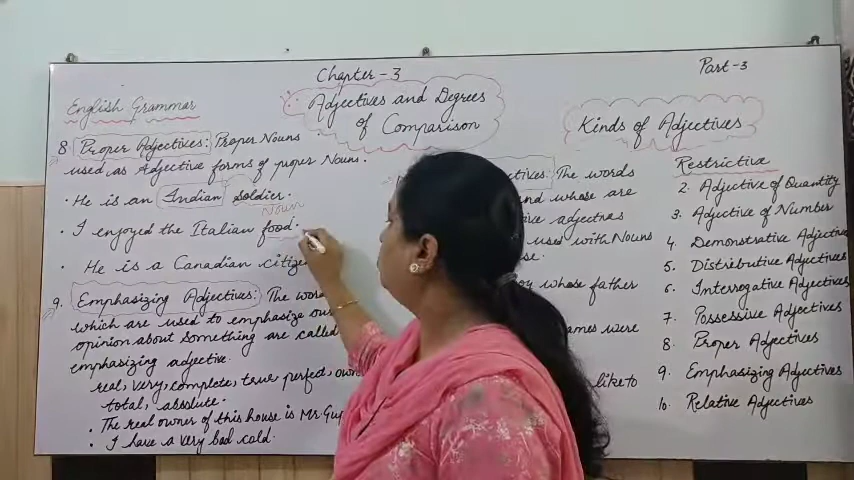 Chapter-3
Part-3
English Grammar
Adjectives and Degrees
of Comparison
Kinds of Adjectives
8. Proper Adjectives: Proper Nouns
used as Adjective forms of proper Nouns.
• He is an Indian soldier.
Noun
• I enjoyed the Italian food.
• He is a Canadian citizen
9. Emphasizing Adjectives: The words
which are used to emphasize our
opinion about something are called
emphasizing adjective.
real, very, complete, true, perfect, own
total, absolute.
• The real owner of this house is Mr
• I have a very bad cold.
The words
and whose are
used with Nouns
whose father
were
like to
Restrictive
2. Adjective of Quantity
3. Adjective of Number
4. Demonstrative Adjectives
5. Distributive Adjectives
6. Interrogative Adjectives
7. Possessive Adjectives
8. Proper Adjectives
9. Emphasizing Adjectives
10. Relative Adjectives